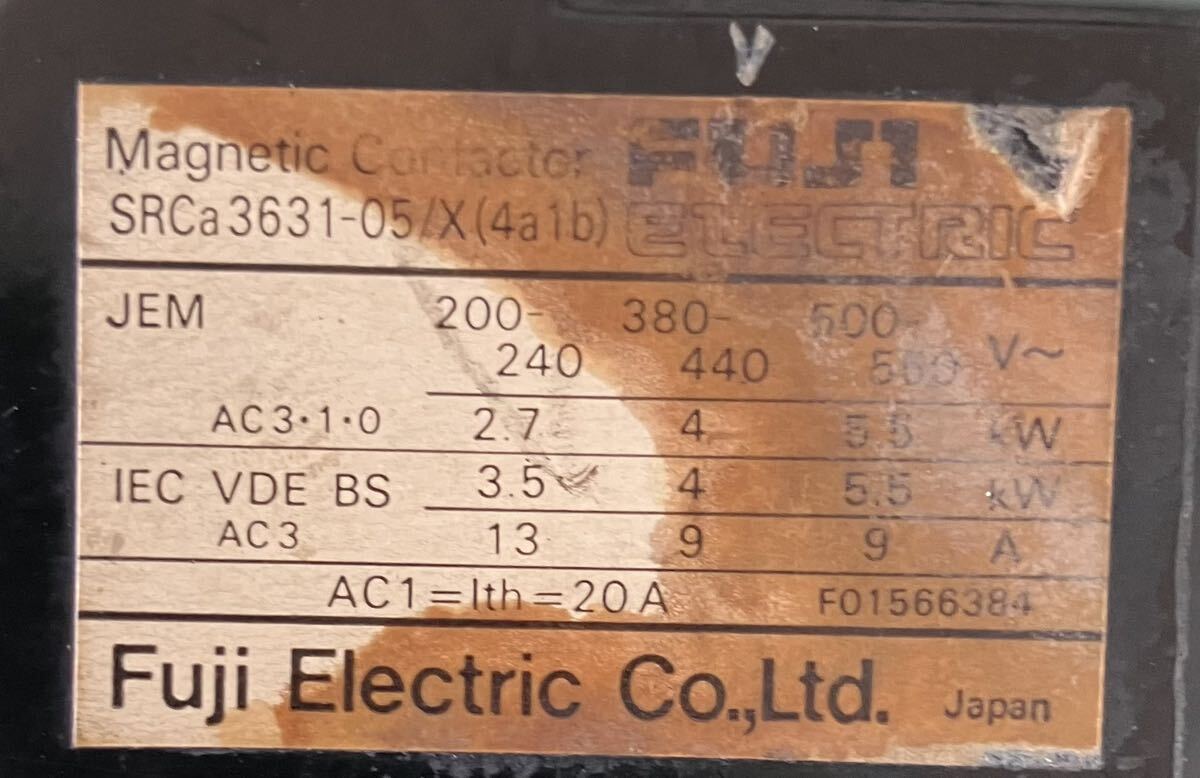 Magnetic Contactor FUJI
SRCa3631-05/X(4a1b) ELECTRIC
JEM 200- 380- 500-
240 440 550 V~
AC3·1·0 2.7 4 5.5 kW
IEC VDE BS 3.5 4 5.5 kW
AC3 13 9 9 A
AC1=Ith=20A F01566384
Fuji Electric Co.,Ltd. Japan